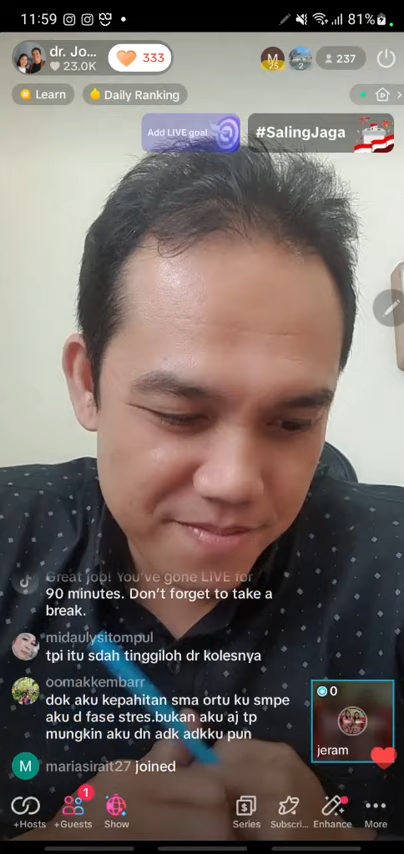 11:59
81%
dr. Jo...
23.0K
333
25
2
237
Learn
Daily Ranking
Add LIVE goal
#SalingJaga
Great job! You've gone LIVE for
90 minutes. Don't forget to take a
break.
midaulysitompul
tpi itu sdah tinggiloh dr kolesnya
oomakkembarr
dok aku kepahitan sma ortu ku smpe
aku d fase stres.bukan aku aj tp
mungkin aku dn adk adkku pun
0
jeram
M
mariasirait27 joined
1
+Hosts
+Guests
Show
Series
Subscri...
Enhance
More